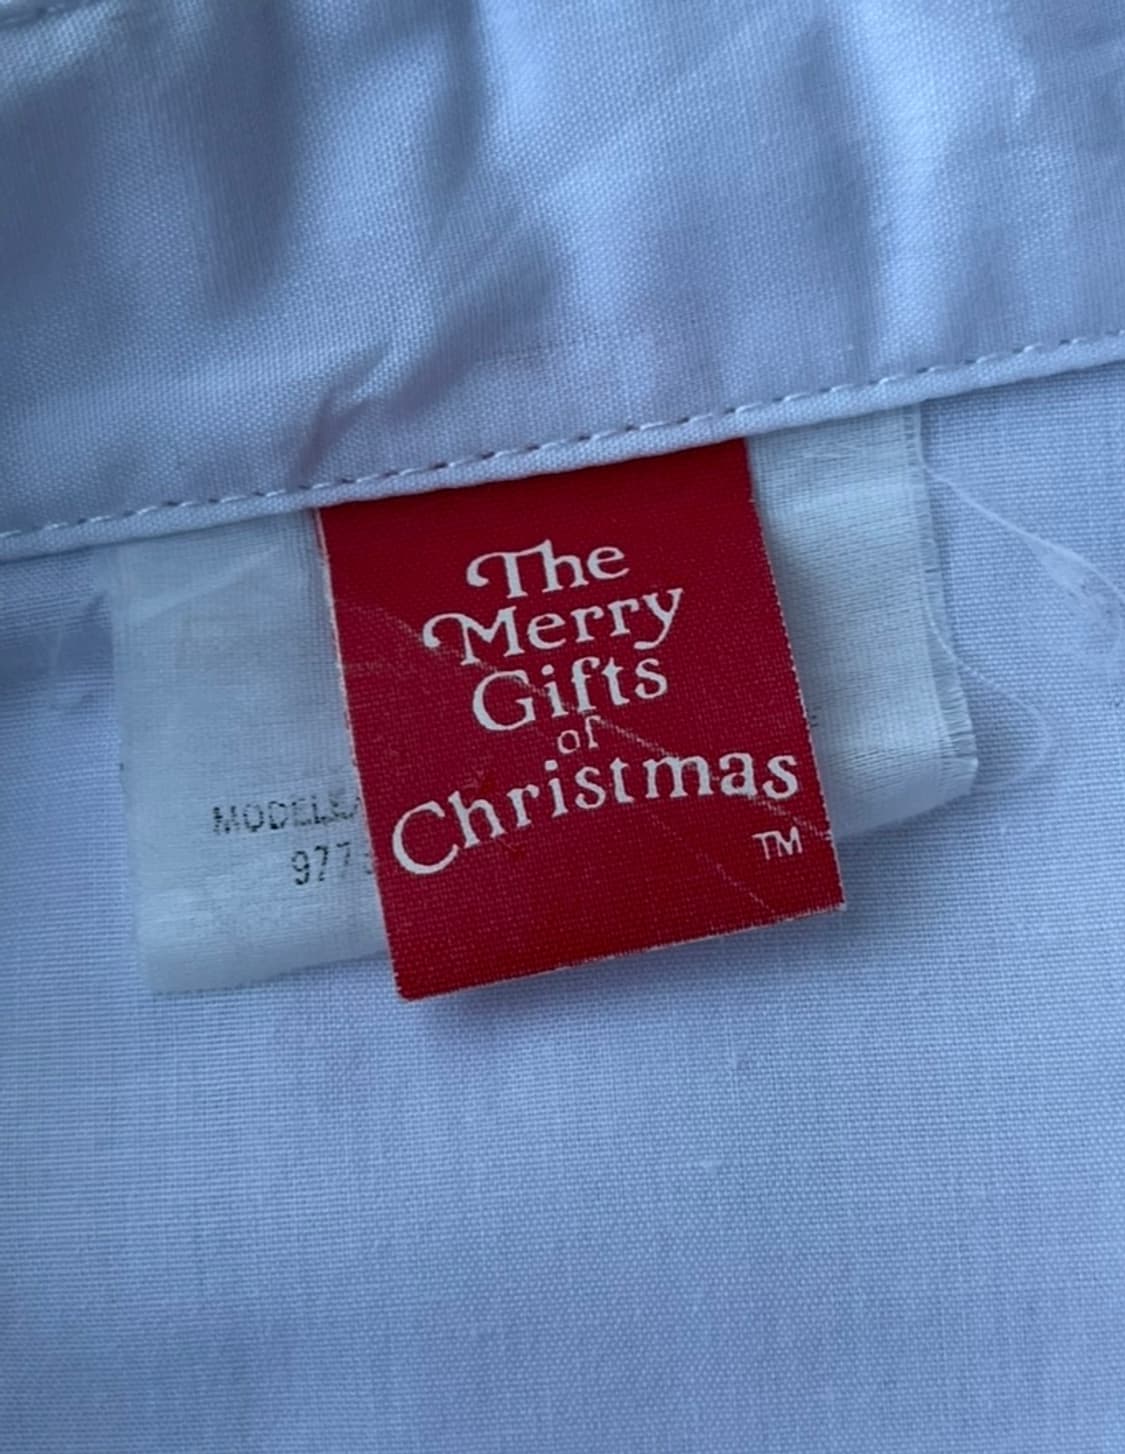 The
Merry
Gifts
of
Christmas
TM